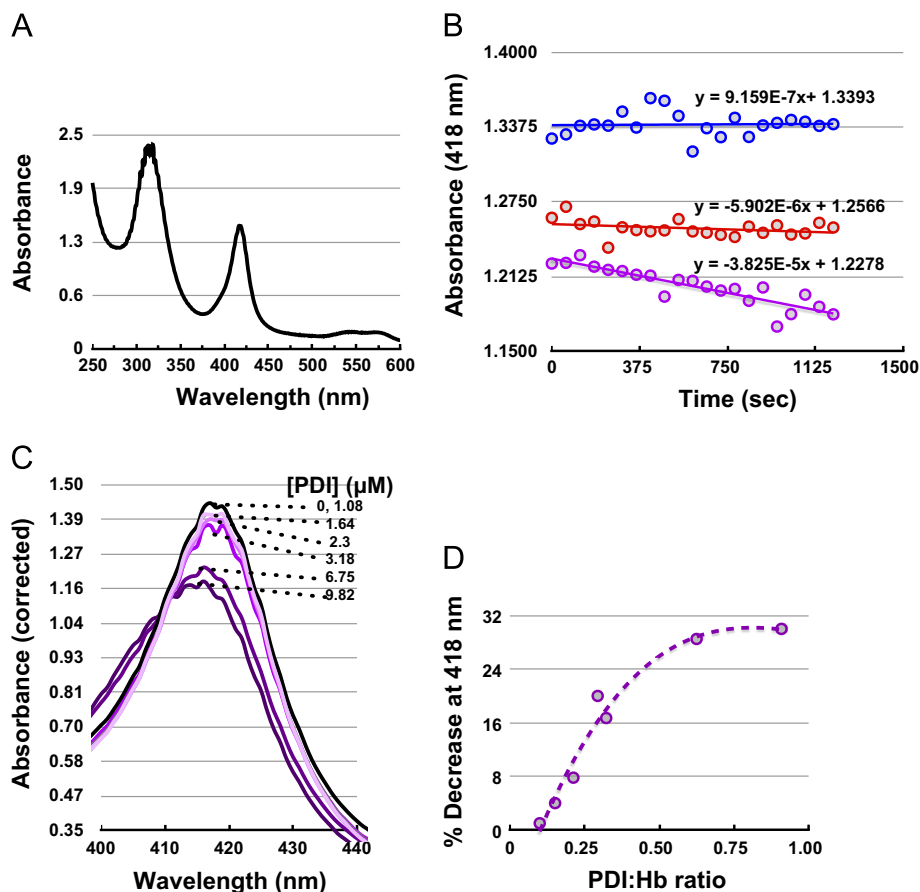 A
2.5
1.9
1.3
0.6
0
250 300 350 400 450 500 550 600
Absorbance
Wavelength (nm)
B
1.4000
1.3375
1.2750
1.2125
1.1500
0 375 750 1125 1500
Absorbance (418 nm)
Time (sec)
y = 9.159E-7x+ 1.3393
y = -5.902E-6x + 1.2566
y = -3.825E-5x + 1.2278
C
1.50
1.39
1.27
1.16
1.04
0.93
0.81
0.70
0.58
0.47
0.35
400 410 420 430 440
Absorbance (corrected)
Wavelength (nm)
[PDI] (µM)
0, 1.08
1.64
2.3
3.18
6.75
9.82
D
32
24
16
8
0
0 0.25 0.50 0.75 1.00
% Decrease at 418 nm
PDI:Hb ratio